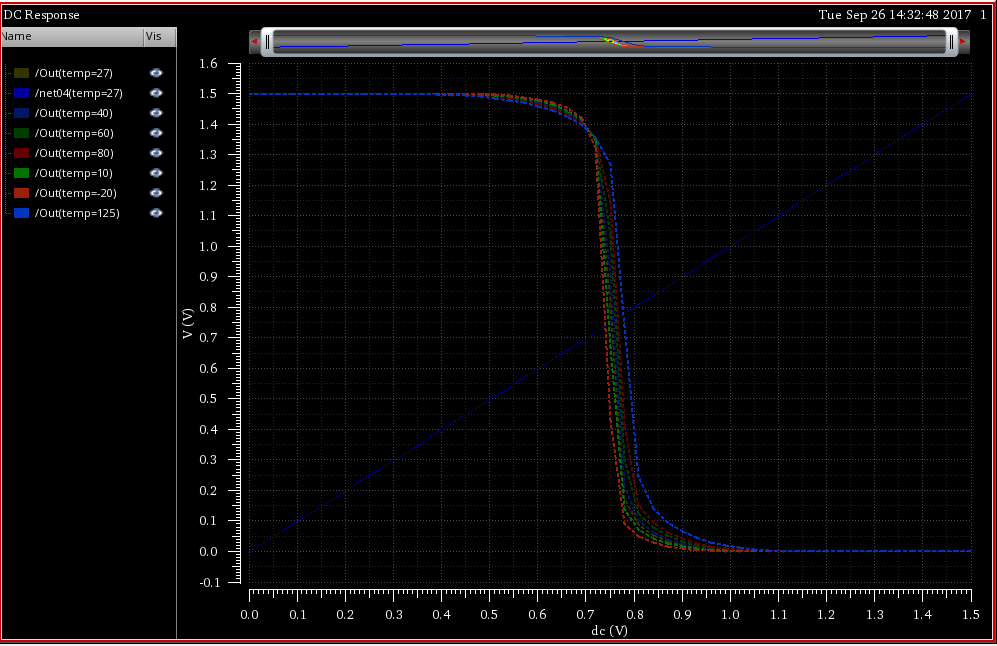 DC Response
Tue Sep 26 14:32:48 2017 1
Name Vis
/Out(temp=27)
/net04(temp=27)
/Out(temp=40)
/Out(temp=60)
/Out(temp=80)
/Out(temp=10)
/Out(temp=-20)
/Out(temp=125)
V (V)
1.6
1.5
1.4
1.3
1.2
1.1
1.0
0.9
0.8
0.7
0.6
0.5
0.4
0.3
0.2
0.1
0.0
-0.1
0.0 0.1 0.2 0.3 0.4 0.5 0.6 0.7 0.8 0.9 1.0 1.1 1.2 1.3 1.4 1.5
dc (V)